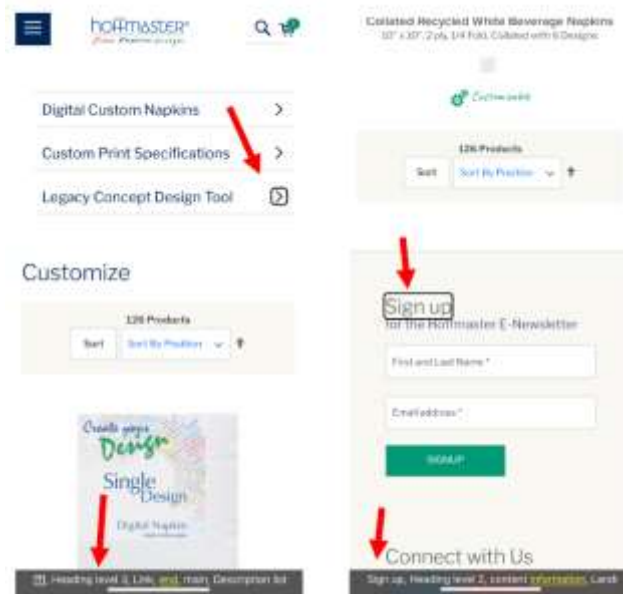 hoffmaster®
Digital Custom Napkins
Custom Print Specifications
Legacy Concept Design Tool
Customize
126 Products
Sort
Sort By Position
Create your
Design
Single
Design
Digital Napkin
Heading level 3, Link, end, main, Description list
Collated Recycled White Beverage Napkins
10" x 10", 2 ply, 1/4 Fold, Collated with 6 Designs
Customizable
126 Products
Sort
Sort By Position
Sign up
for the Hoffmaster E-Newsletter
First and Last Name *
Email address *
SIGNUP
Connect with Us
Sign up, Heading level 2, content information, Land